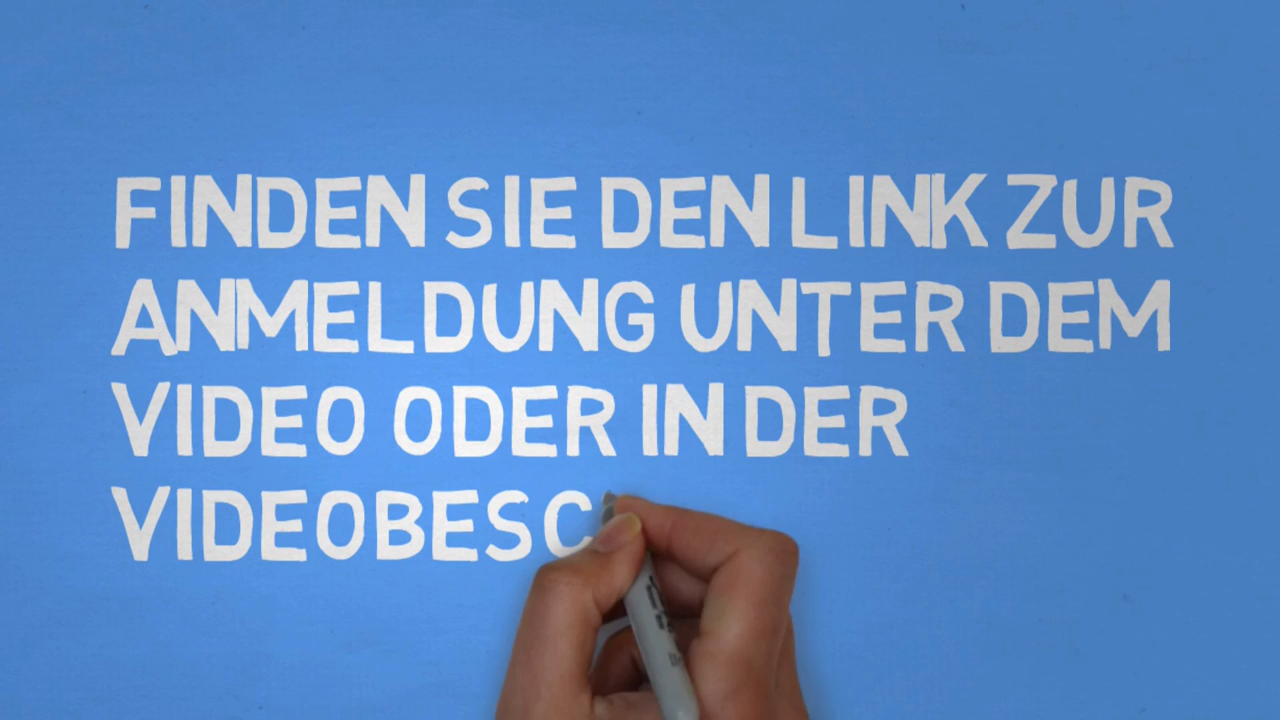 FINDEN SIE DEN LINK ZUR
ANMELDUNG UNTER DEM
VIDEO ODER IN DER
VIDEOBESC